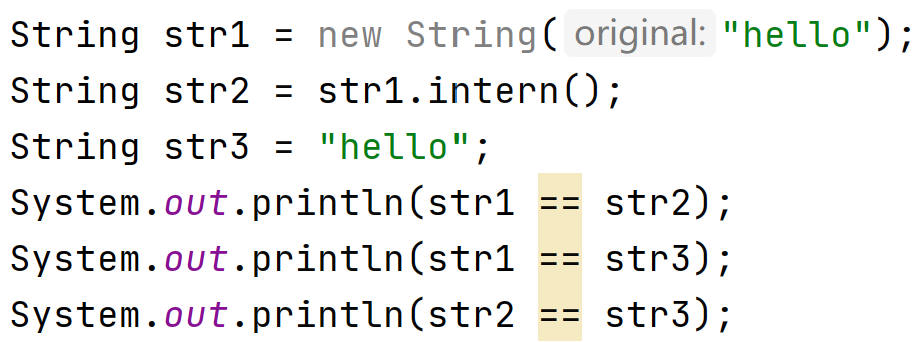 String str1 = new String( original: "hello");
String str2 = str1.intern();
String str3 = "hello";
System.out.println(str1 == str2);
System.out.println(str1 == str3);
System.out.println(str2 == str3);